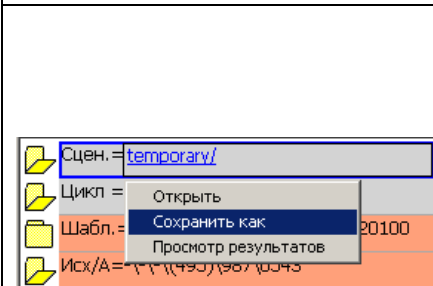 Сцен.=temporary/
Цикл =
Открыть
Сохранить как
Шабл.= 20100
Просмотр результатов
Исх/А=